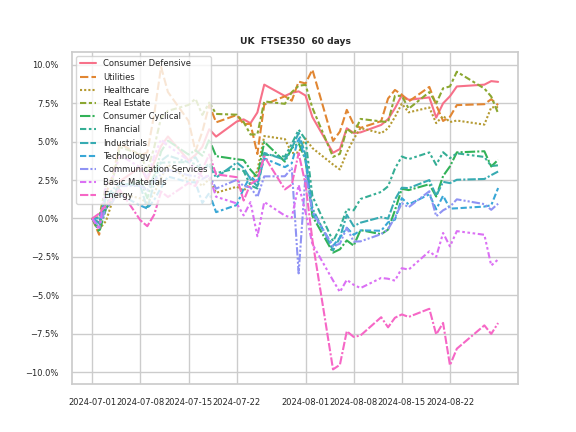 UK FTSE350 60 days
10.0%
7.5%
5.0%
2.5%
0.0%
−2.5%
−5.0%
−7.5%
−10.0%
Consumer Defensive
Utilities
Healthcare
Real Estate
Consumer Cyclical
Financial
Industrials
Technology
Communication Services
Basic Materials
Energy
2024-07-01 2024-07-08 2024-07-15 2024-07-22 2024-08-01 2024-08-08 2024-08-15 2024-08-22